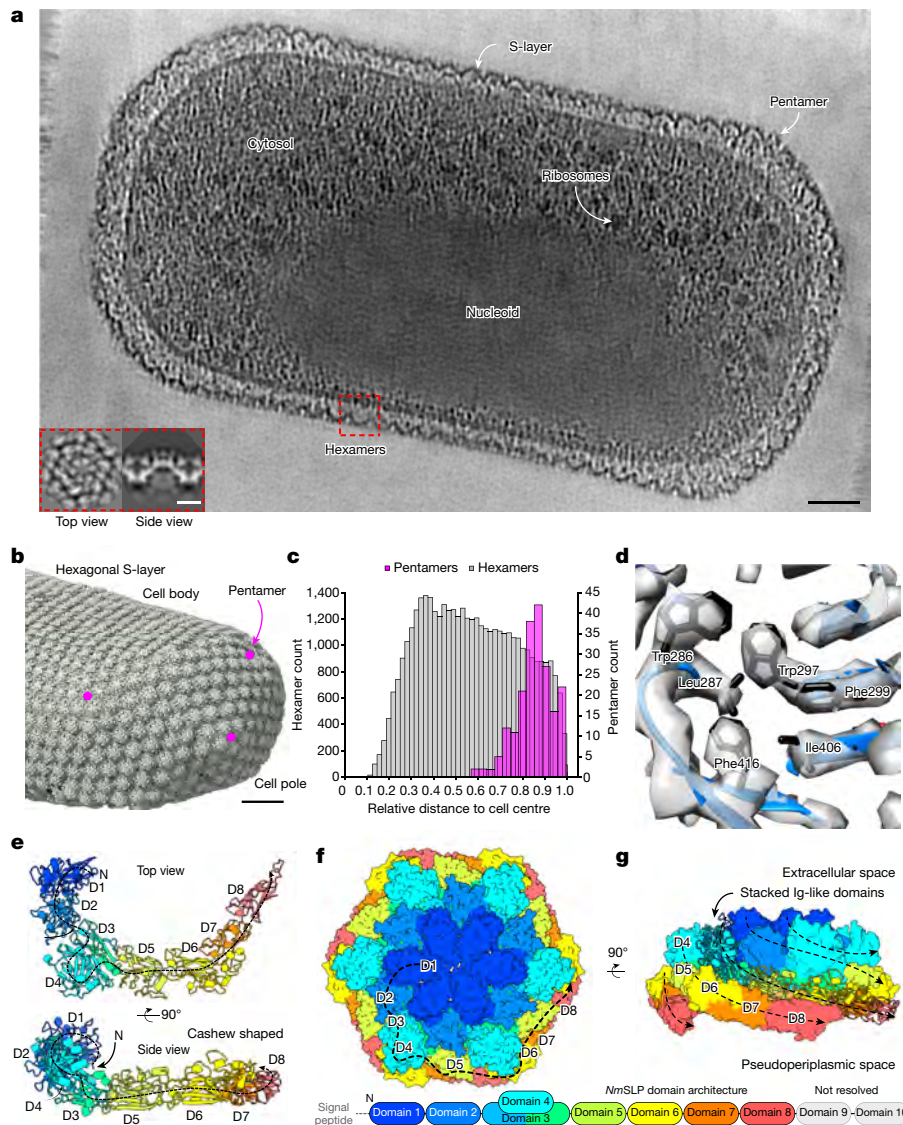 a
S-layer
Pentamer
Cytosol
Ribosomes
Nucleoid
Hexamers
Top view
Side view
b
Hexagonal S-layer
Cell body
Pentamer
Cell pole
c
Pentamers
Hexamers
1,400
1,200
1,000
800
600
400
200
0
Hexamer count
45
40
35
30
25
20
15
10
5
0
Pentamer count
0 0.1 0.2 0.3 0.4 0.5 0.6 0.7 0.8 0.9 1.0
Relative distance to cell centre
d
Trp286
Leu287
Trp297
Phe299
Ile406
Phe416
e
Top view
N
D1
D2
D3
D4
D5
D6
D7
D8
90°
Cashew shaped
Side view
D1
N
D2
D4
D3
D5
D6
D7
D8
f
D1
D2
D3
D4
D5
D6
D7
D8
g
Extracellular space
Stacked Ig-like domains
90°
D4
D5
D6
D7
D8
Pseudoperiplasmic space
NmSLP domain architecture
Not resolved
N
Signal
peptide
Domain 1
Domain 2
Domain 4
Domain 3
Domain 5
Domain 6
Domain 7
Domain 8
Domain 9
Domain 10